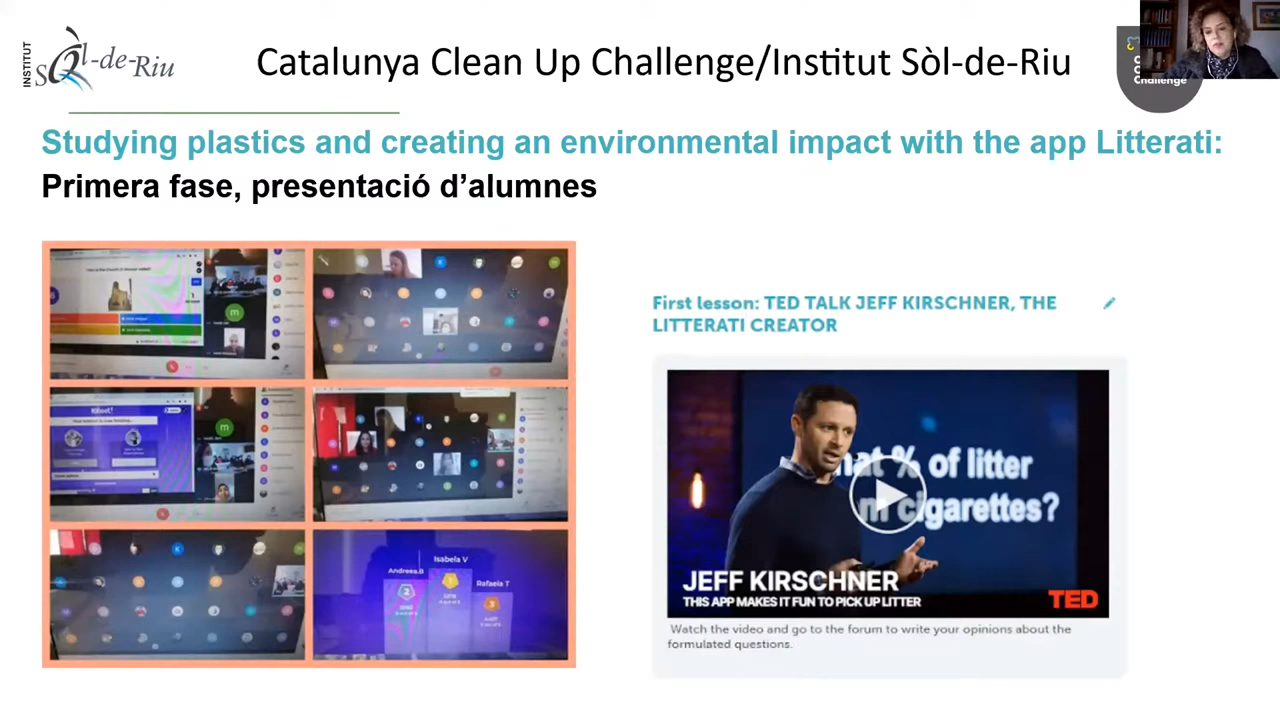 INSTITUT
SÒl-de-Riu
Catalunya Clean Up Challenge/Institut Sòl-de-Riu
Challenge
Studying plastics and creating an environmental impact with the app Litterati:
Primera fase, presentació d’alumnes
Kahoot!
Andreea.B
Isabela V
Rafaela T
2
1
3
First lesson: TED TALK JEFF KIRSCHNER, THE
LITTERATI CREATOR
% of litter
cigarettes?
JEFF KIRSCHNER
THIS APP MAKES IT FUN TO PICK UP LITTER
TED
Watch the video and go to the forum to write your opinions about the
formulated questions.